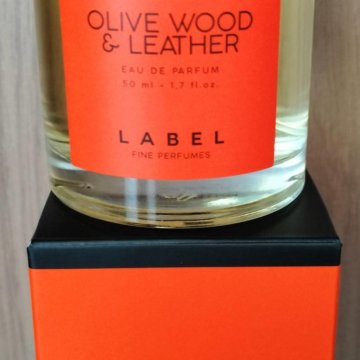 OLIVE WOOD
& LEATHER
EAU DE PARFUM
50 ml - 1,7 fl.oz.
LABEL
FINE PERFUMES